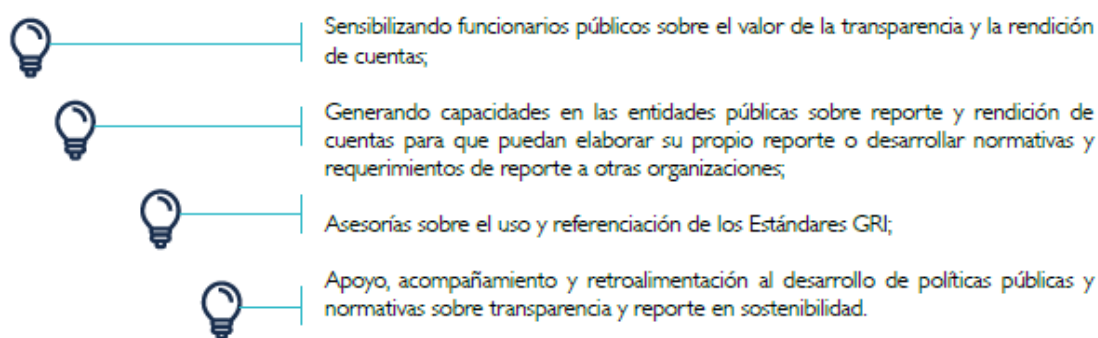 Sensibilizando funcionarios públicos sobre el valor de la transparencia y la rendición
de cuentas;
Generando capacidades en las entidades públicas sobre reporte y rendición de
cuentas para que puedan elaborar su propio reporte o desarrollar normativas y
requerimientos de reporte a otras organizaciones;
Asesorías sobre el uso y referenciación de los Estándares GRI;
Apoyo, acompañamiento y retroalimentación al desarrollo de políticas públicas y
normativas sobre transparencia y reporte en sostenibilidad.